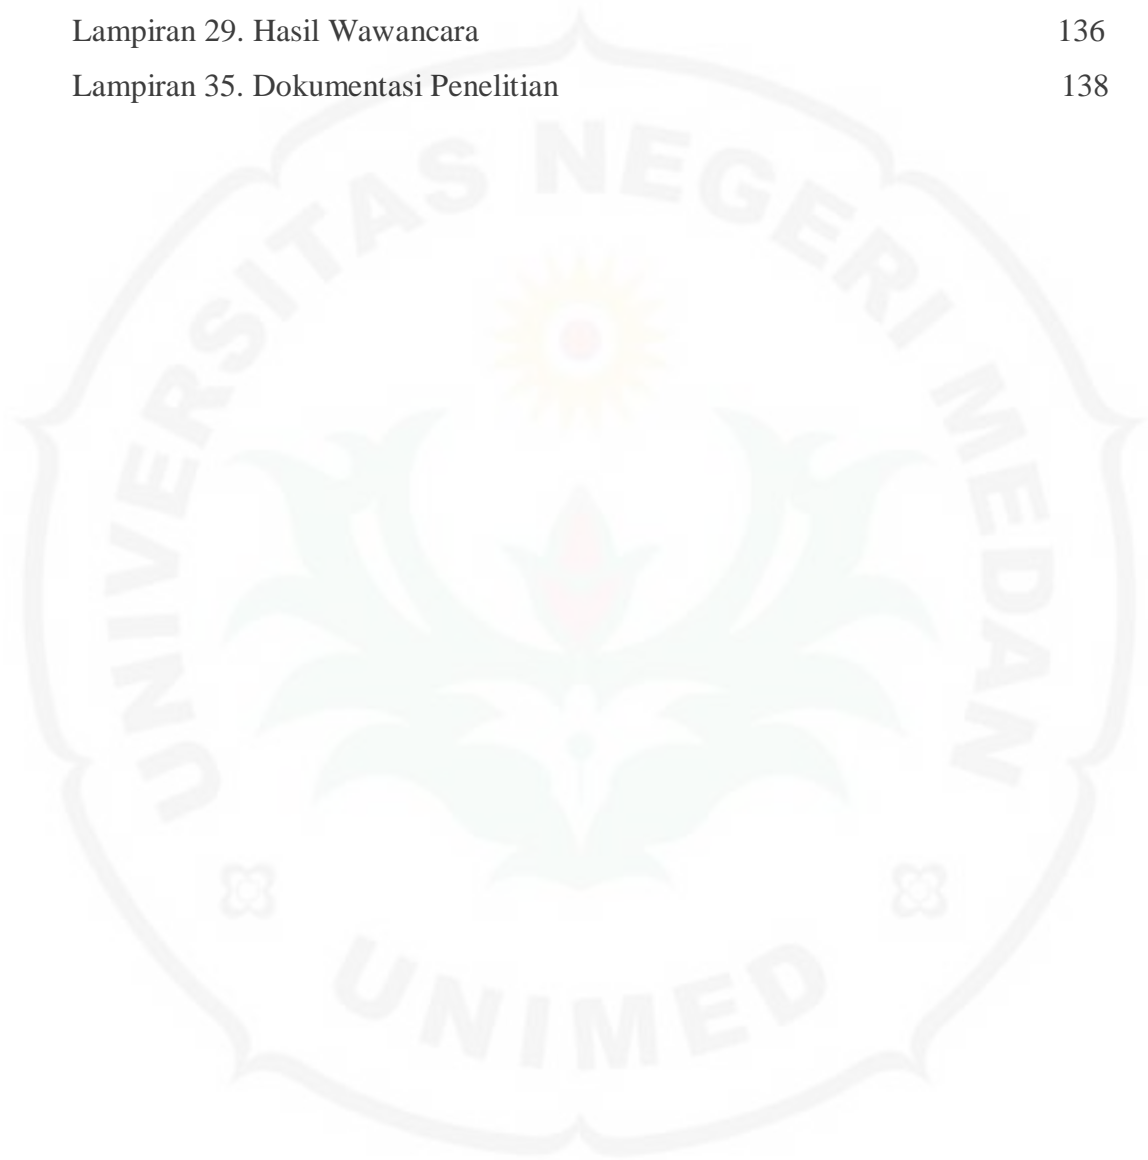 Lampiran 29. Hasil Wawancara 136
Lampiran 35. Dokumentasi Penelitian 138
UNIVERSITAS NEGERI MEDAN
UNIMED